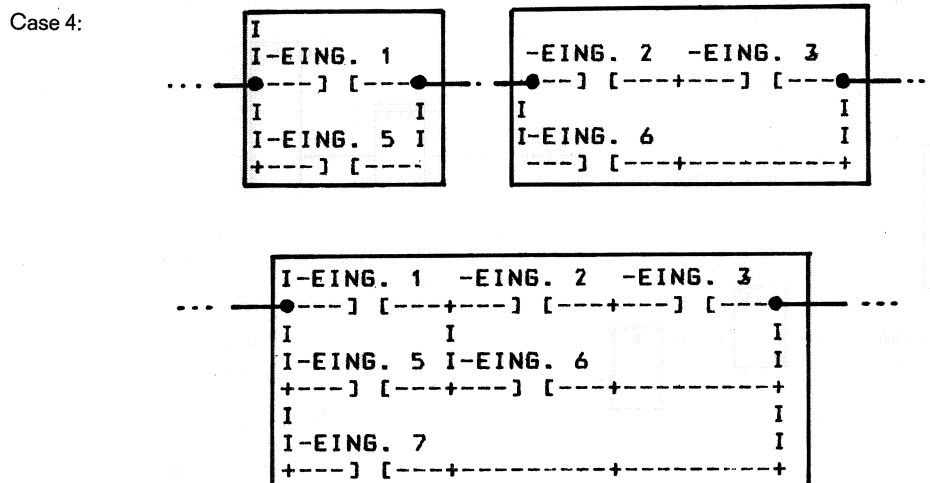 Case 4:
I
I-EING. 1 -EING. 2 -EING. 3
... ---] [--- . . ---] [---+---] [--- ...
I I I I
I-EING. 5 I I-EING. 6 I
+---] [---- ---] [---+----------+
I-EING. 1 -EING. 2 -EING. 3
... ---] [---+---] [---+---] [--- ...
I I I
I-EING. 5 I-EING. 6 I
+---] [---+---] [---+----------+
I I
I-EING. 7 I
+---] [---+----------+----------+